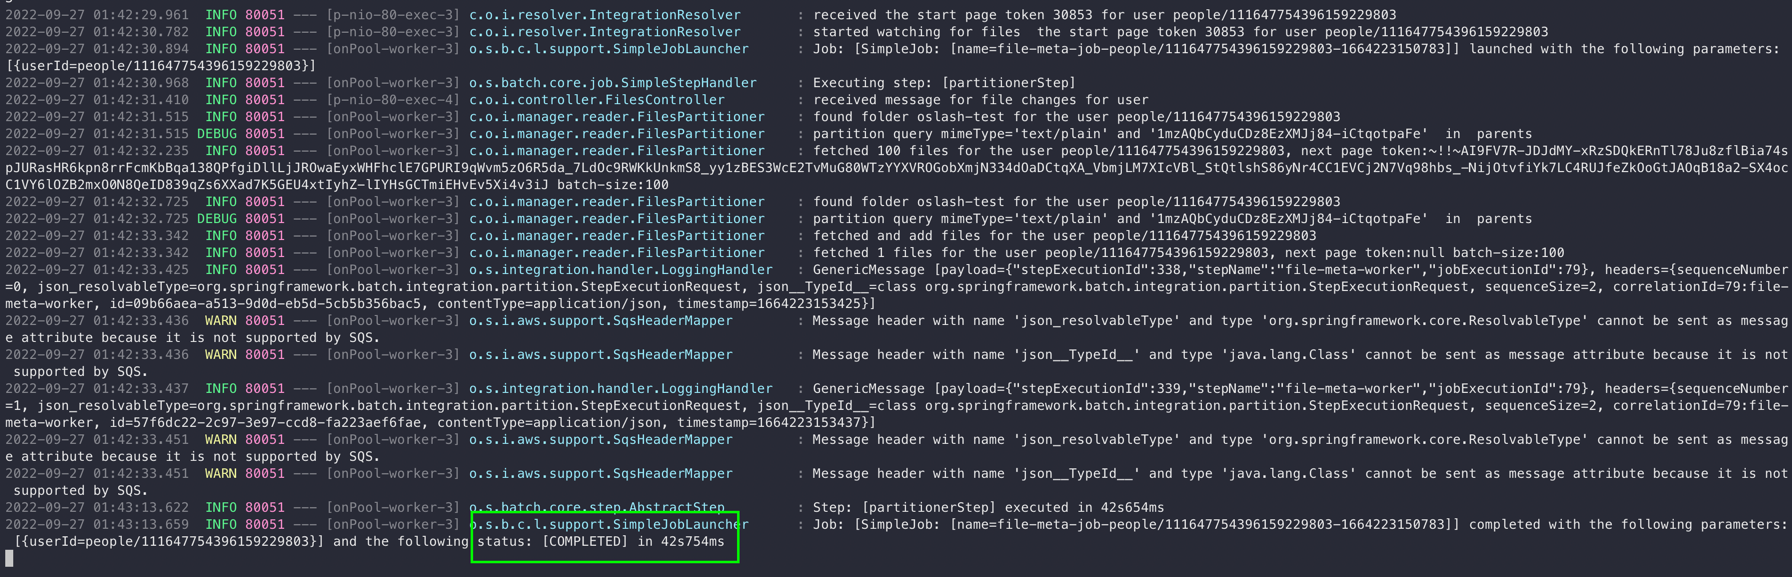 2022-09-27 01:42:29.961  INFO 80051 --- [p-nio-80-exec-3] c.o.i.resolver.IntegrationResolver       : received the start page token 30853 for user people/111647754396159229803
2022-09-27 01:42:30.782  INFO 80051 --- [p-nio-80-exec-3] c.o.i.resolver.IntegrationResolver       : started watching for files  the start page token 30853 for user people/111647754396159229803
2022-09-27 01:42:30.894  INFO 80051 --- [onPool-worker-3] o.s.b.c.l.support.SimpleJobLauncher      : Job: [SimpleJob: [name=file-meta-job-people/111647754396159229803-1664223150783]] launched with the following parameters:
[{userId=people/111647754396159229803}]
2022-09-27 01:42:30.968  INFO 80051 --- [onPool-worker-3] o.s.batch.core.job.SimpleStepHandler     : Executing step: [partitionerStep]
2022-09-27 01:42:31.410  INFO 80051 --- [p-nio-80-exec-4] c.o.i.controller.FilesController         : received message for file changes for user
2022-09-27 01:42:31.515  INFO 80051 --- [onPool-worker-3] c.o.i.manager.reader.FilesPartitioner    : found folder oslash-test for the user people/111647754396159229803
2022-09-27 01:42:31.515 DEBUG 80051 --- [onPool-worker-3] c.o.i.manager.reader.FilesPartitioner    : partition query mimeType='text/plain' and '1mzAQbCyduCDz8EzXMJj84-iCtqotpaFe'  in  parents
2022-09-27 01:42:32.235  INFO 80051 --- [onPool-worker-3] c.o.i.manager.reader.FilesPartitioner    : fetched 100 files for the user people/111647754396159229803, next page token:~!!~AI9FV7R-JDJdMY-xRzSDQkERnTl78Ju8zflBia74s
pJURasHR6kpn8rrFcmKbBqa138QPfgiDllLjJROwaEyxWHFhclE7GPURI9qWvm5zO6R5da_7LdOc9RWKkUnkmS8_yy1zBES3WcE2TvMuG80WTzYYXVROGobXmjN334dOaDCtqXA_VbmjLM7XIcVBl_StQtlshS86yNr4CC1EVCj2N7Vq98hbs_-NijOtvfiYk7LC4RUJfeZkOoGtJAOqB18a2-SX4oc
C1VY6lOZB2mxO0N8QeID839qZs6XXad7K5GEU4xtIyhZ-lIYHsGCTmiEHvEv5Xi4v3iJ batch-size:100
2022-09-27 01:42:32.725  INFO 80051 --- [onPool-worker-3] c.o.i.manager.reader.FilesPartitioner    : found folder oslash-test for the user people/111647754396159229803
2022-09-27 01:42:32.725 DEBUG 80051 --- [onPool-worker-3] c.o.i.manager.reader.FilesPartitioner    : partition query mimeType='text/plain' and '1mzAQbCyduCDz8EzXMJj84-iCtqotpaFe'  in  parents
2022-09-27 01:42:33.342  INFO 80051 --- [onPool-worker-3] c.o.i.manager.reader.FilesPartitioner    : fetched and add files for the user people/111647754396159229803
2022-09-27 01:42:33.342  INFO 80051 --- [onPool-worker-3] c.o.i.manager.reader.FilesPartitioner    : fetched 1 files for the user people/111647754396159229803, next page token:null batch-size:100
2022-09-27 01:42:33.425  INFO 80051 --- [onPool-worker-3] o.s.integration.handler.LoggingHandler   : GenericMessage [payload={"stepExecutionId":338,"stepName":"file-meta-worker","jobExecutionId":79}, headers={sequenceNumber
=0, json_resolvableType=org.springframework.batch.integration.partition.StepExecutionRequest, json__TypeId__=class org.springframework.batch.integration.partition.StepExecutionRequest, sequenceSize=2, correlationId=79:file-
meta-worker, id=09b66aea-a513-9d0d-eb5d-5cb5b356bac5, contentType=application/json, timestamp=1664223153425}]
2022-09-27 01:42:33.436  WARN 80051 --- [onPool-worker-3] o.s.i.aws.support.SqsHeaderMapper        : Message header with name 'json_resolvableType' and type 'org.springframework.core.ResolvableType' cannot be sent as messag
e attribute because it is not supported by SQS.
2022-09-27 01:42:33.436  WARN 80051 --- [onPool-worker-3] o.s.i.aws.support.SqsHeaderMapper        : Message header with name 'json__TypeId__' and type 'java.lang.Class' cannot be sent as message attribute because it is not
 supported by SQS.
2022-09-27 01:42:33.437  INFO 80051 --- [onPool-worker-3] o.s.integration.handler.LoggingHandler   : GenericMessage [payload={"stepExecutionId":339,"stepName":"file-meta-worker","jobExecutionId":79}, headers={sequenceNumber
=1, json_resolvableType=org.springframework.batch.integration.partition.StepExecutionRequest, json__TypeId__=class org.springframework.batch.integration.partition.StepExecutionRequest, sequenceSize=2, correlationId=79:file-
meta-worker, id=57f6dc22-2c97-3e97-ccd8-fa223aef6fae, contentType=application/json, timestamp=1664223153437}]
2022-09-27 01:42:33.451  WARN 80051 --- [onPool-worker-3] o.s.i.aws.support.SqsHeaderMapper        : Message header with name 'json_resolvableType' and type 'org.springframework.core.ResolvableType' cannot be sent as messag
e attribute because it is not supported by SQS.
2022-09-27 01:42:33.451  WARN 80051 --- [onPool-worker-3] o.s.i.aws.support.SqsHeaderMapper        : Message header with name 'json__TypeId__' and type 'java.lang.Class' cannot be sent as message attribute because it is not
 supported by SQS.
2022-09-27 01:43:13.622  INFO 80051 --- [onPool-worker-3] o.s.batch.core.step.AbstractStep         : Step: [partitionerStep] executed in 42s654ms
2022-09-27 01:43:13.659  INFO 80051 --- [onPool-worker-3] o.s.b.c.l.support.SimpleJobLauncher      : Job: [SimpleJob: [name=file-meta-job-people/111647754396159229803-1664223150783]] completed with the following parameters:
 [{userId=people/111647754396159229803}] and the following status: [COMPLETED] in 42s754ms